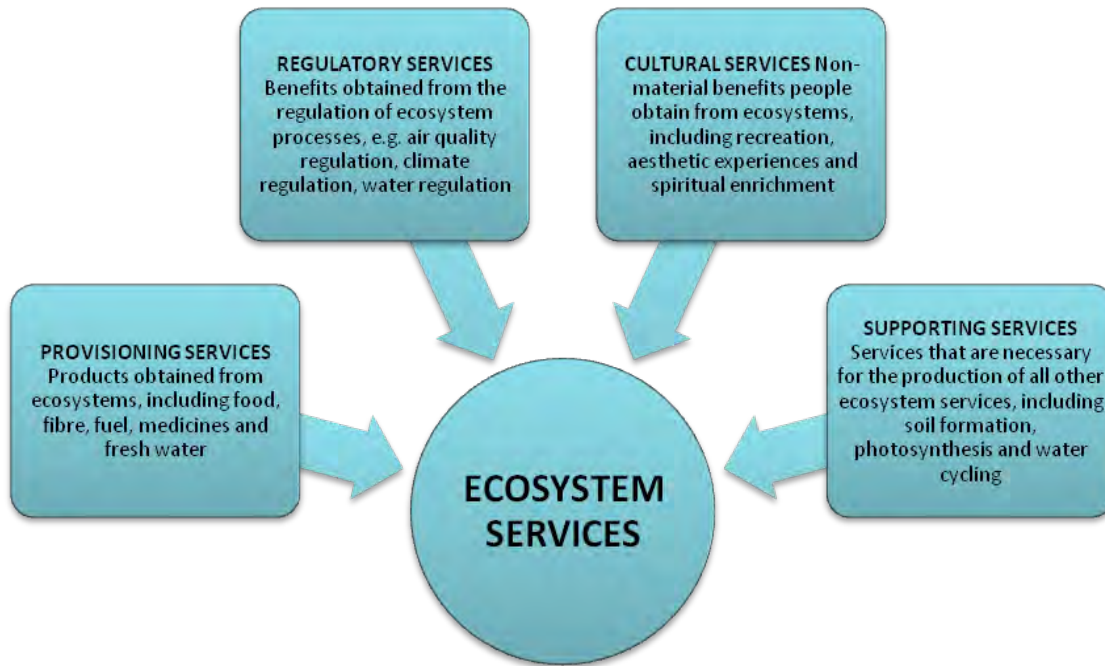 REGULATORY SERVICES
Benefits obtained from the
regulation of ecosystem
processes, e.g. air quality
regulation, climate
regulation, water regulation
CULTURAL SERVICES Non-
material benefits people
obtain from ecosystems,
including recreation,
aesthetic experiences and
spiritual enrichment
PROVISIONING SERVICES
Products obtained from
ecosystems, including food,
fibre, fuel, medicines and
fresh water
SUPPORTING SERVICES
Services that are necessary
for the production of all other
ecosystem services, including
soil formation,
photosynthesis and water
cycling
ECOSYSTEM
SERVICES